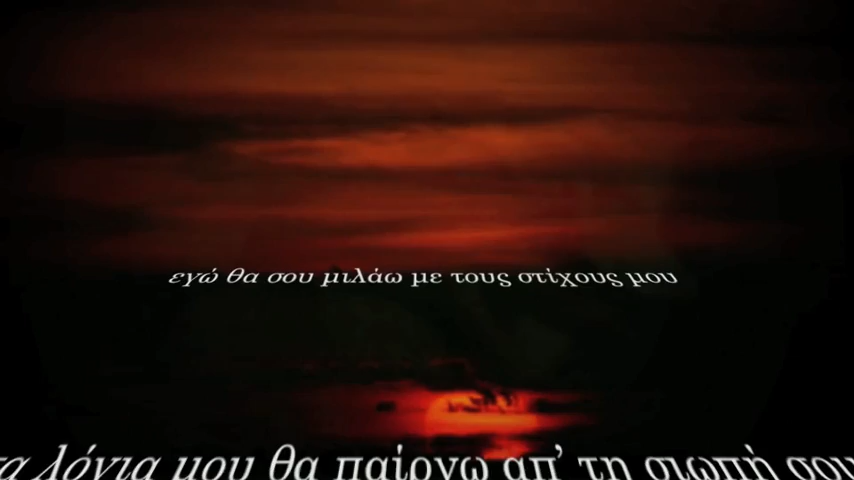 εγώ θα σου μιλάω με τους στίχους μου
λόγια μου θα παίρνω απ' τη σιωπή σου